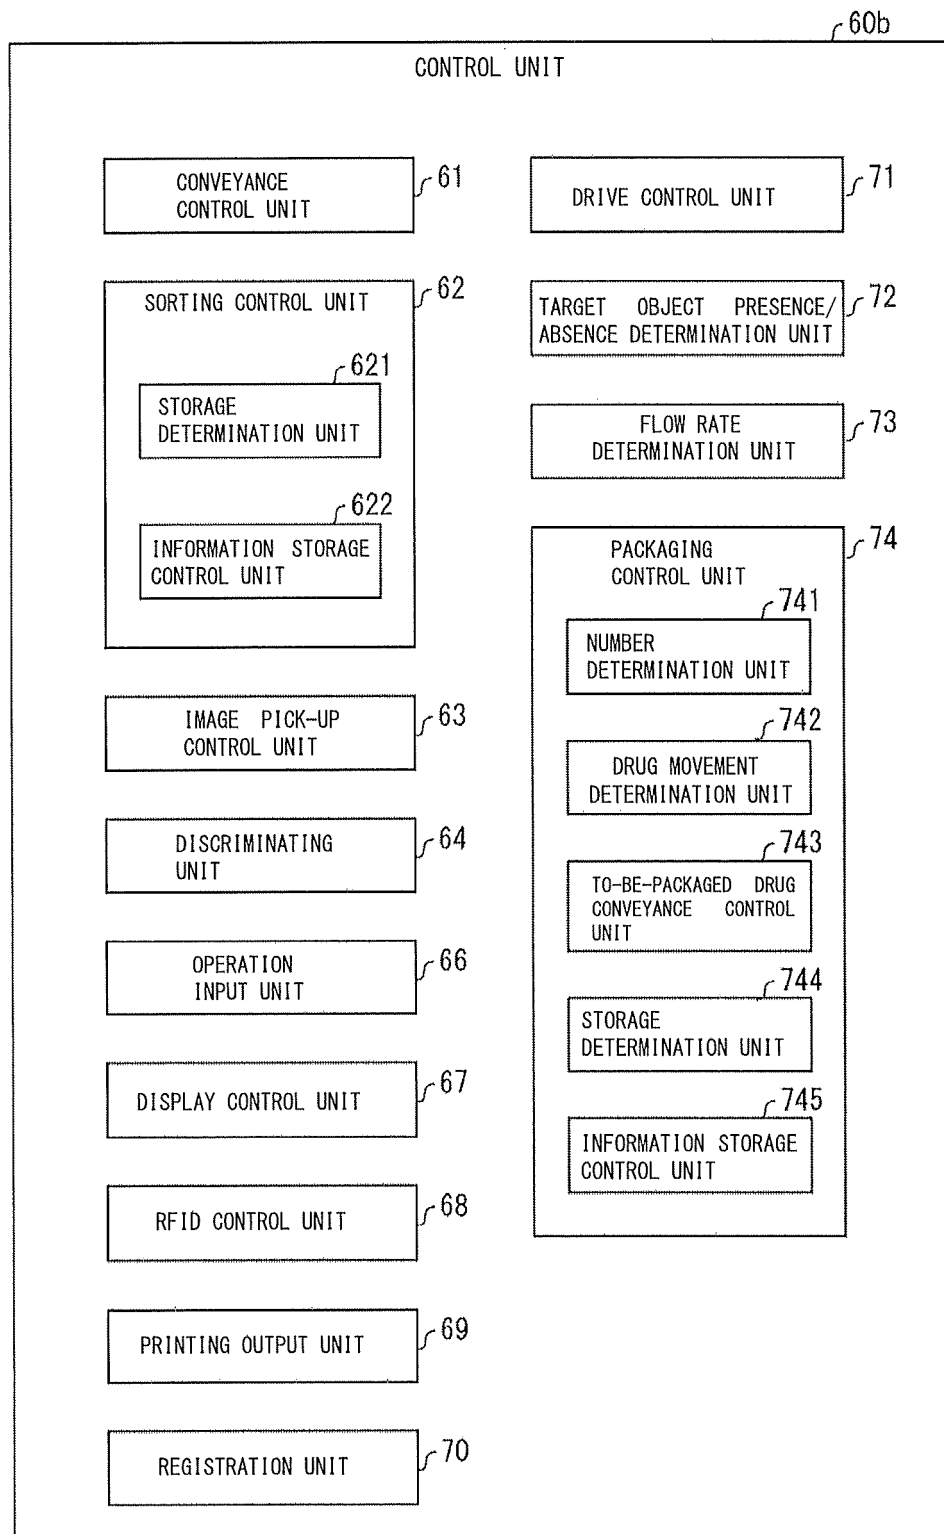 60b
CONTROL UNIT
CONVEYANCE
CONTROL UNIT
61
SORTING CONTROL UNIT
62
621
STORAGE
DETERMINATION UNIT
622
INFORMATION STORAGE
CONTROL UNIT
IMAGE PICK-UP
CONTROL UNIT
63
DISCRIMINATING
UNIT
64
OPERATION
INPUT UNIT
66
DISPLAY CONTROL UNIT
67
RFID CONTROL UNIT
68
PRINTING OUTPUT UNIT
69
REGISTRATION UNIT
70
DRIVE CONTROL UNIT
71
TARGET OBJECT PRESENCE/
ABSENCE DETERMINATION UNIT
72
FLOW RATE
DETERMINATION UNIT
73
PACKAGING
CONTROL UNIT
74
741
NUMBER
DETERMINATION UNIT
742
DRUG MOVEMENT
DETERMINATION UNIT
743
TO-BE-PACKAGED DRUG
CONVEYANCE CONTROL
UNIT
744
STORAGE
DETERMINATION UNIT
745
INFORMATION STORAGE
CONTROL UNIT